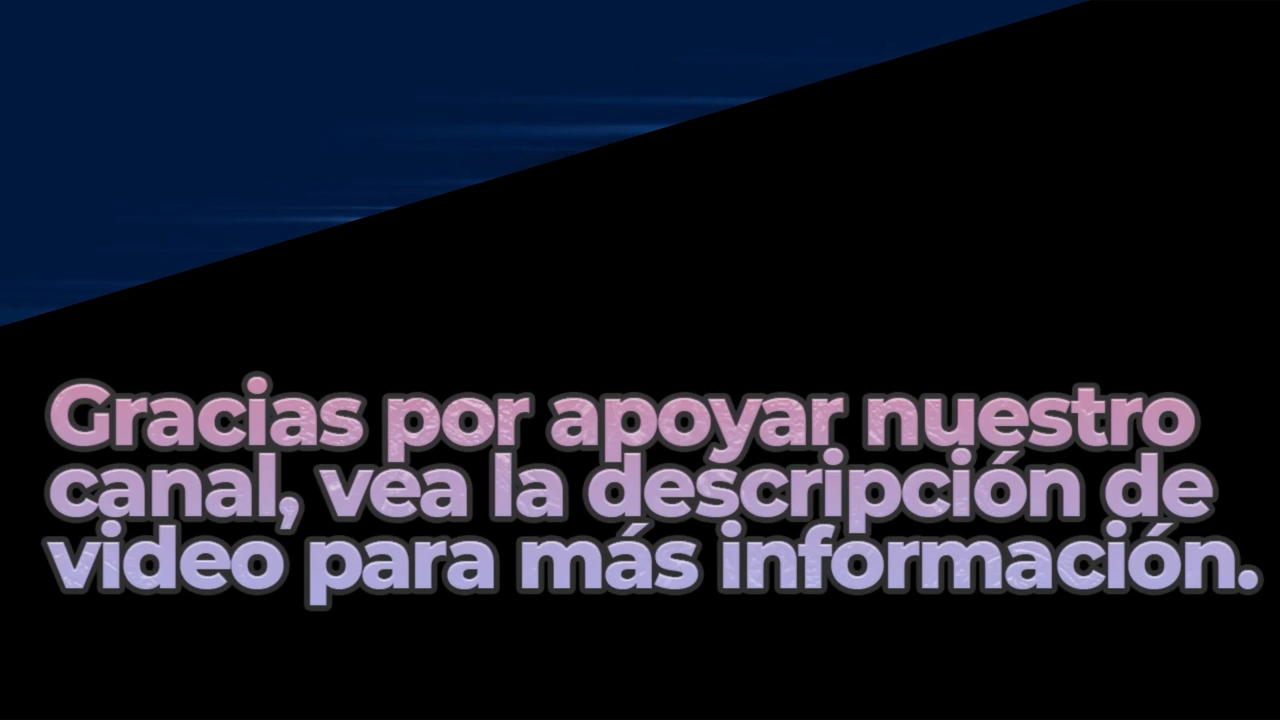 Gracias por apoyar nuestro
canal, vea la descripción de
video para más información.